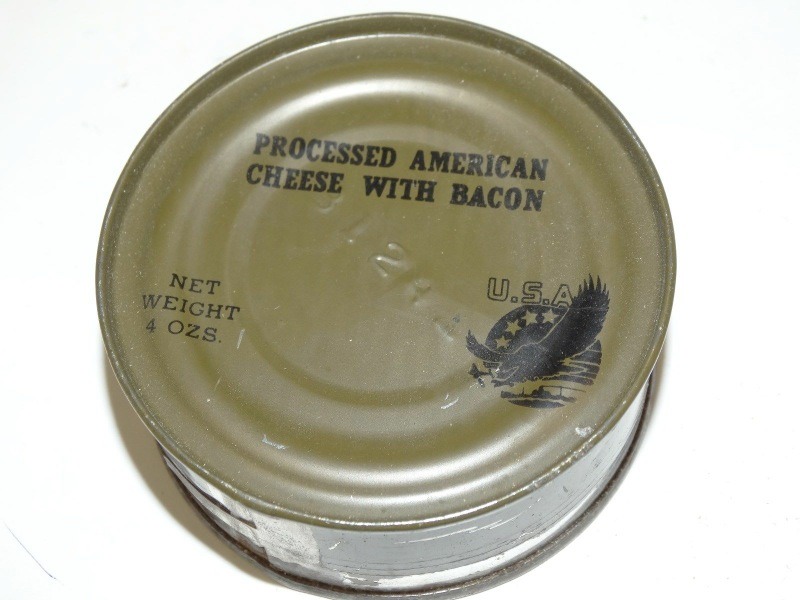 PROCESSED AMERICAN
CHEESE WITH BACON
NET
WEIGHT
4 OZS.
U.S.A